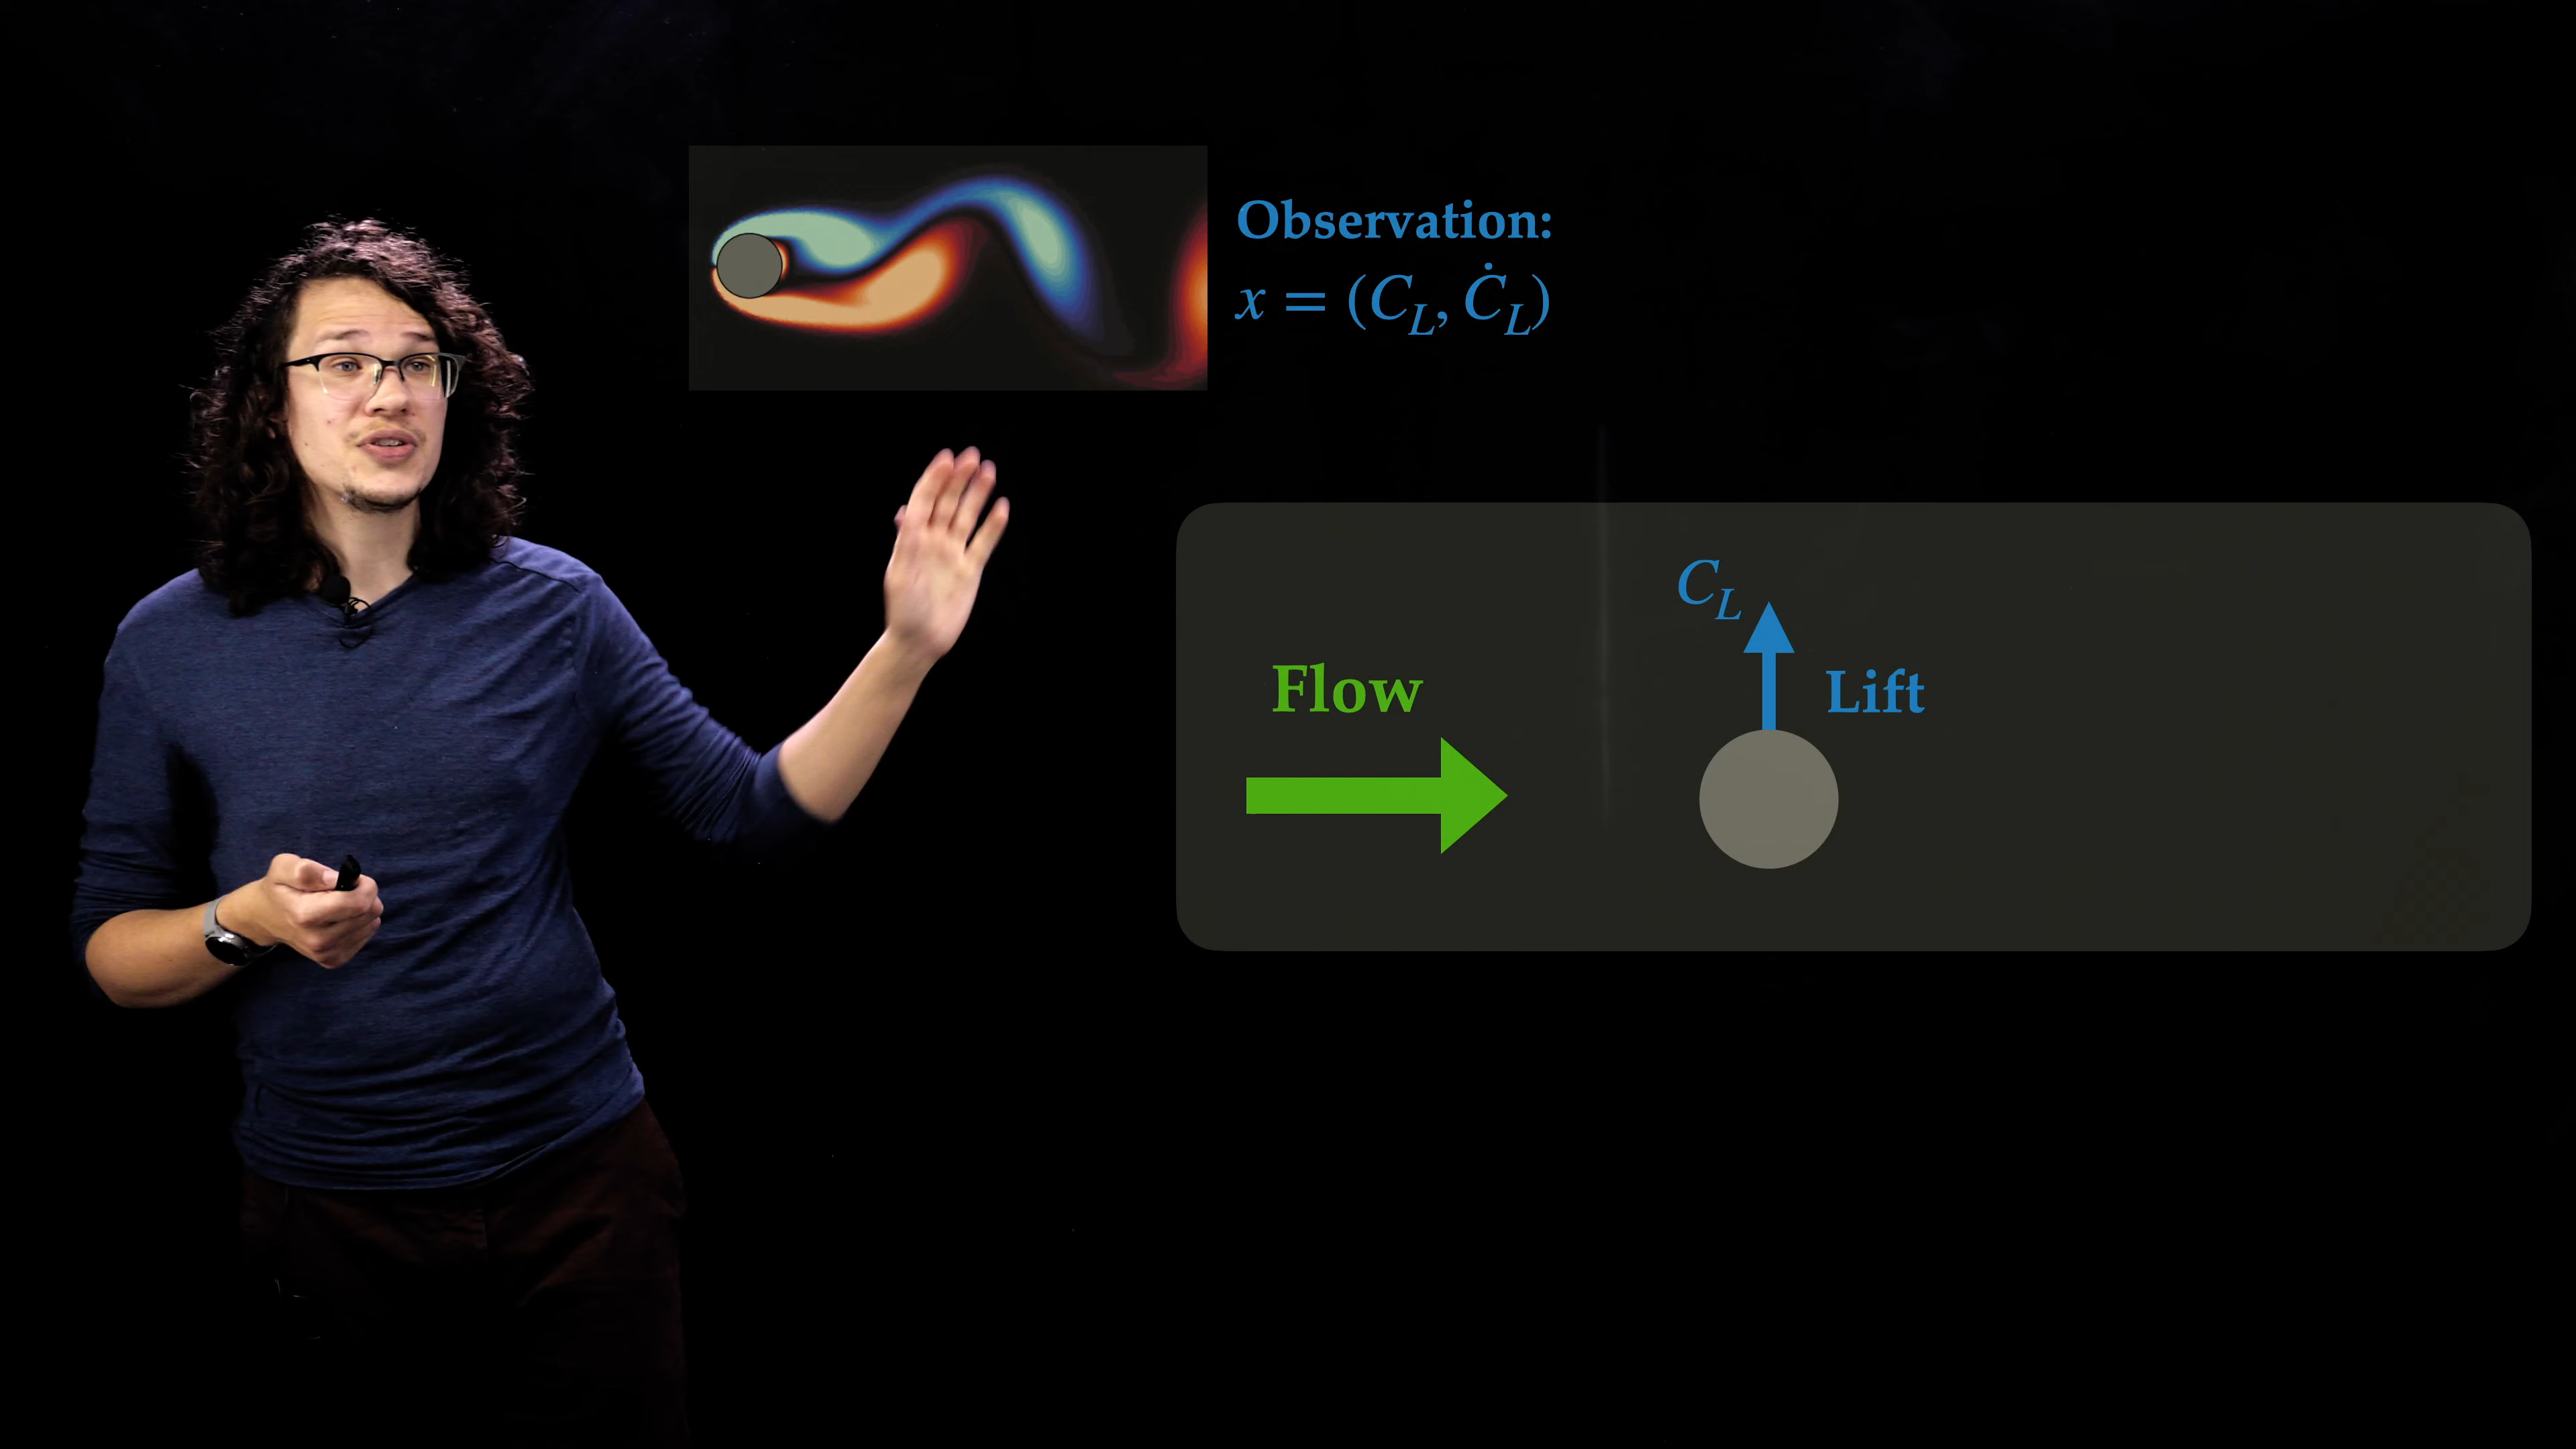 Observation:
x = (C_L, Ċ_L)
C_L
Lift
Flow